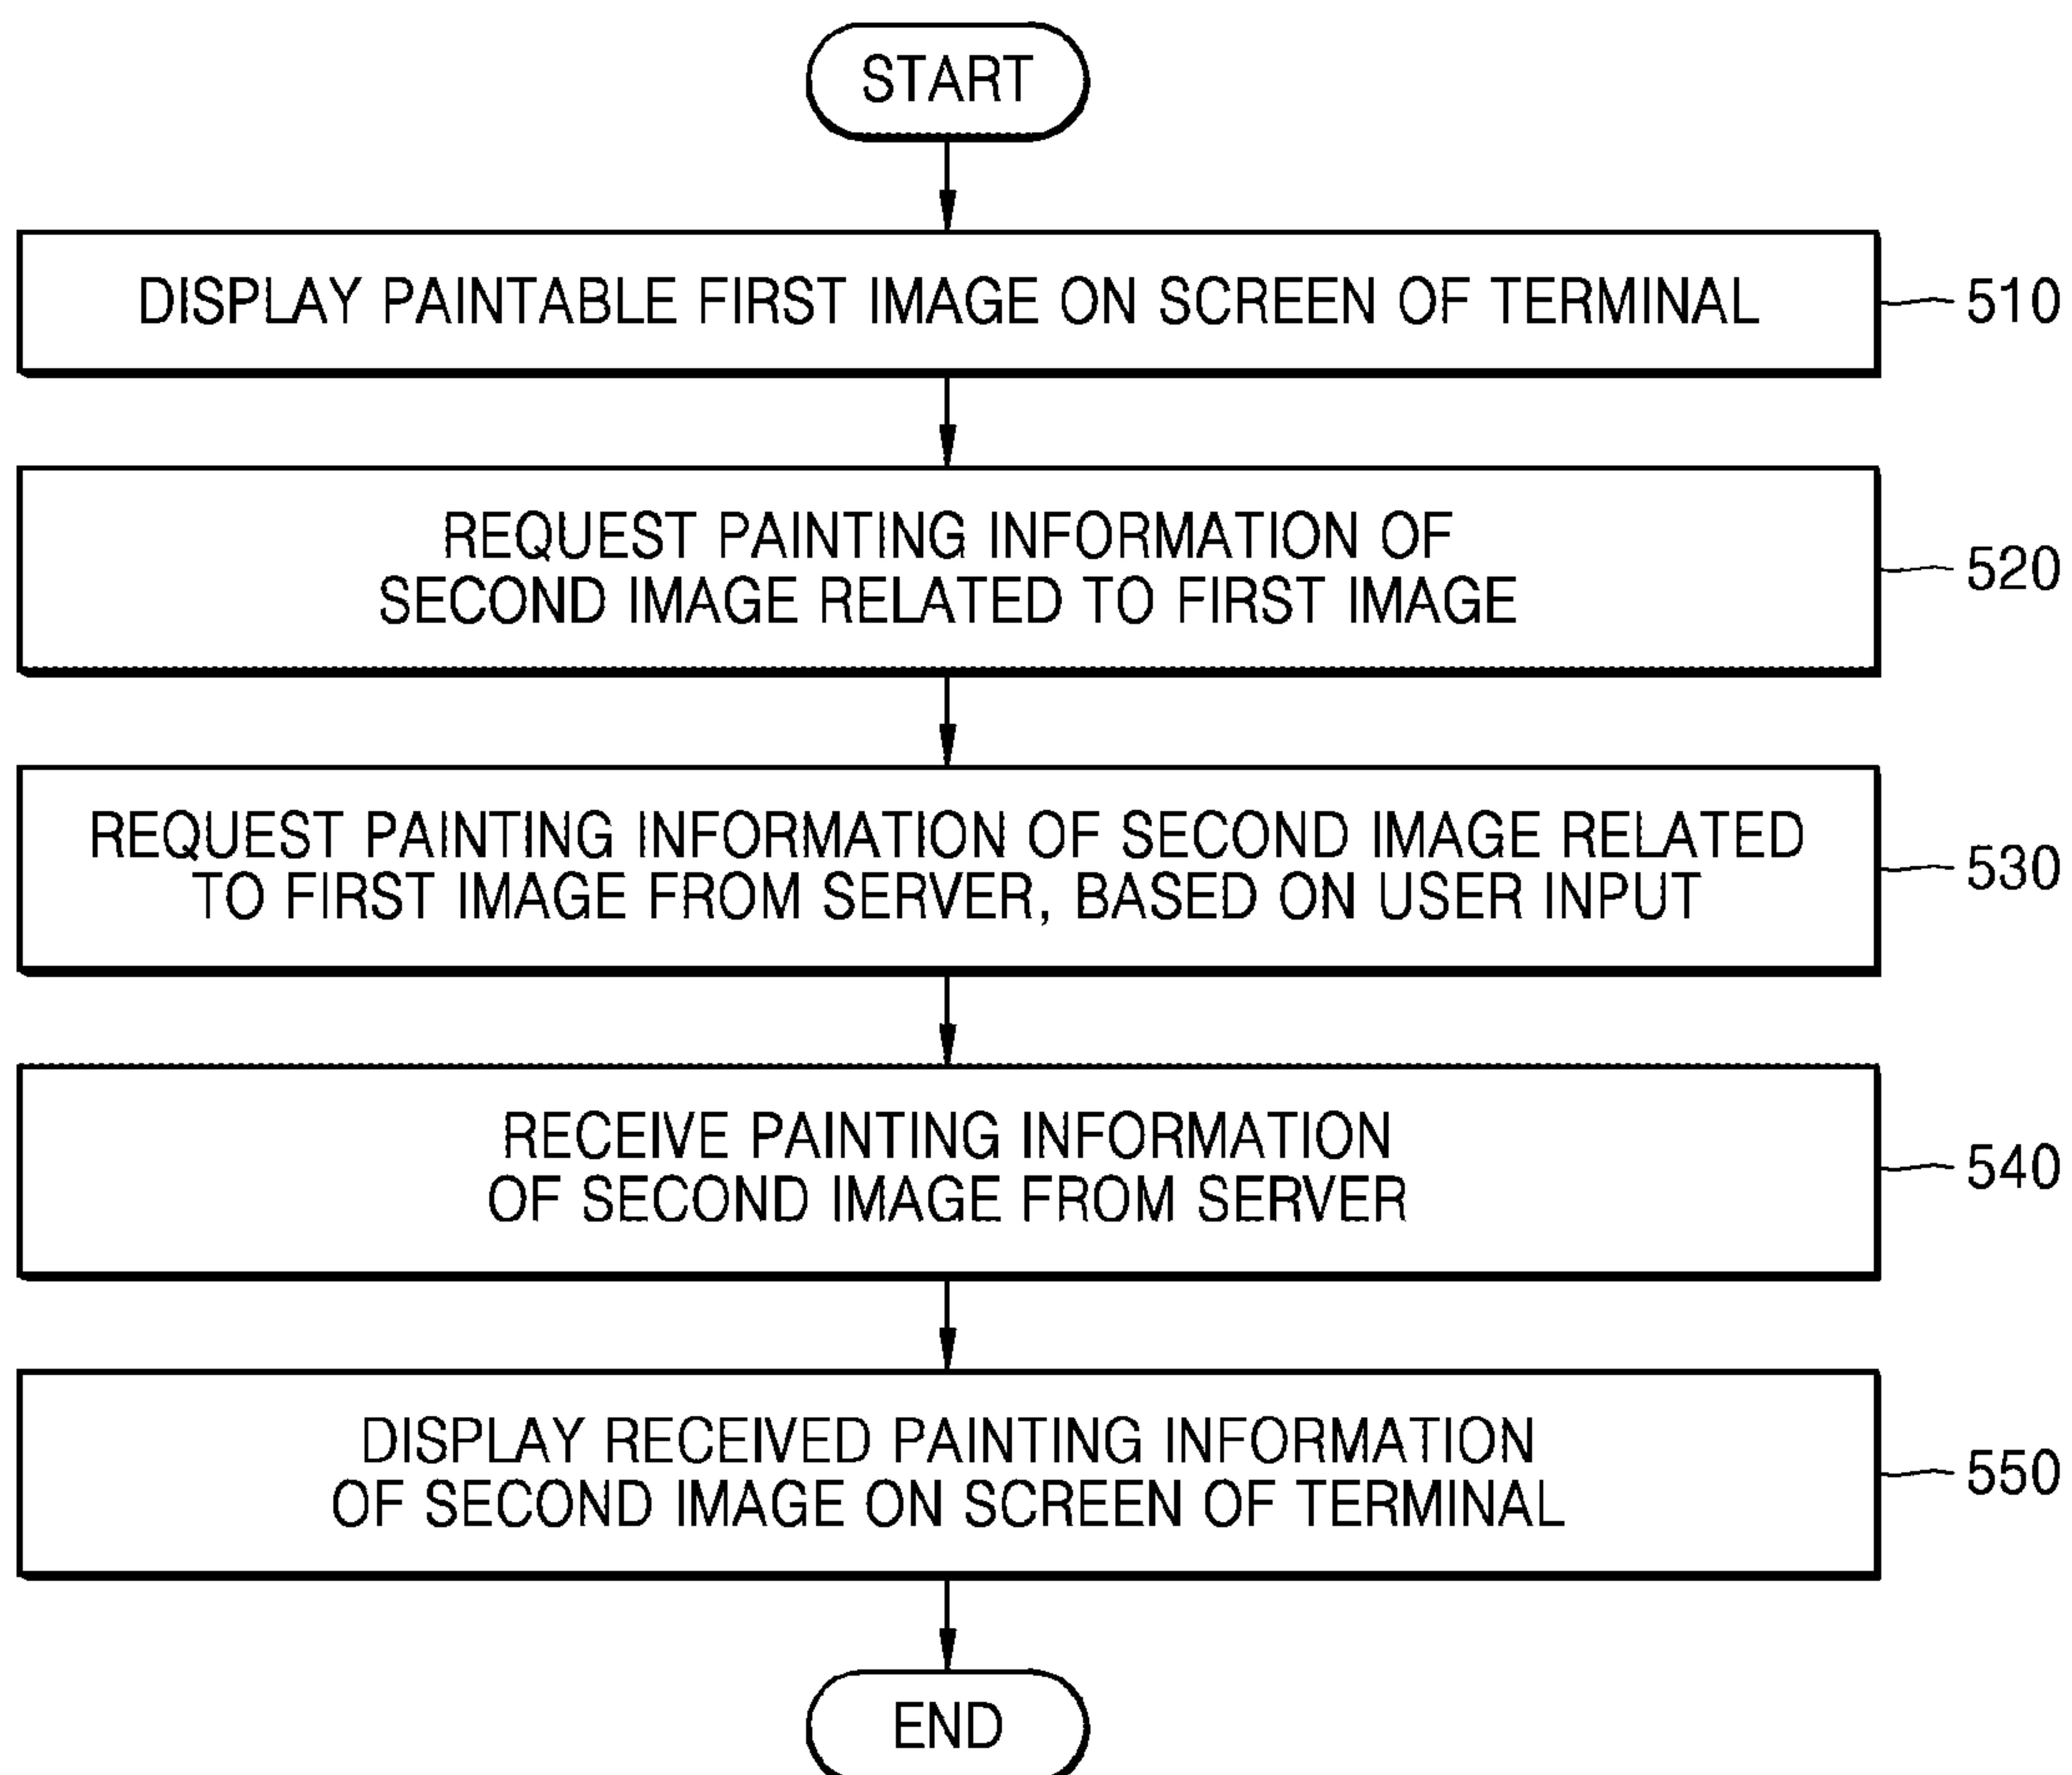 START
DISPLAY PAINTABLE FIRST IMAGE ON SCREEN OF TERMINAL
510
REQUEST PAINTING INFORMATION OF
SECOND IMAGE RELATED TO FIRST IMAGE
520
REQUEST PAINTING INFORMATION OF SECOND IMAGE RELATED
TO FIRST IMAGE FROM SERVER, BASED ON USER INPUT
530
RECEIVE PAINTING INFORMATION
OF SECOND IMAGE FROM SERVER
540
DISPLAY RECEIVED PAINTING INFORMATION
OF SECOND IMAGE ON SCREEN OF TERMINAL
550
END